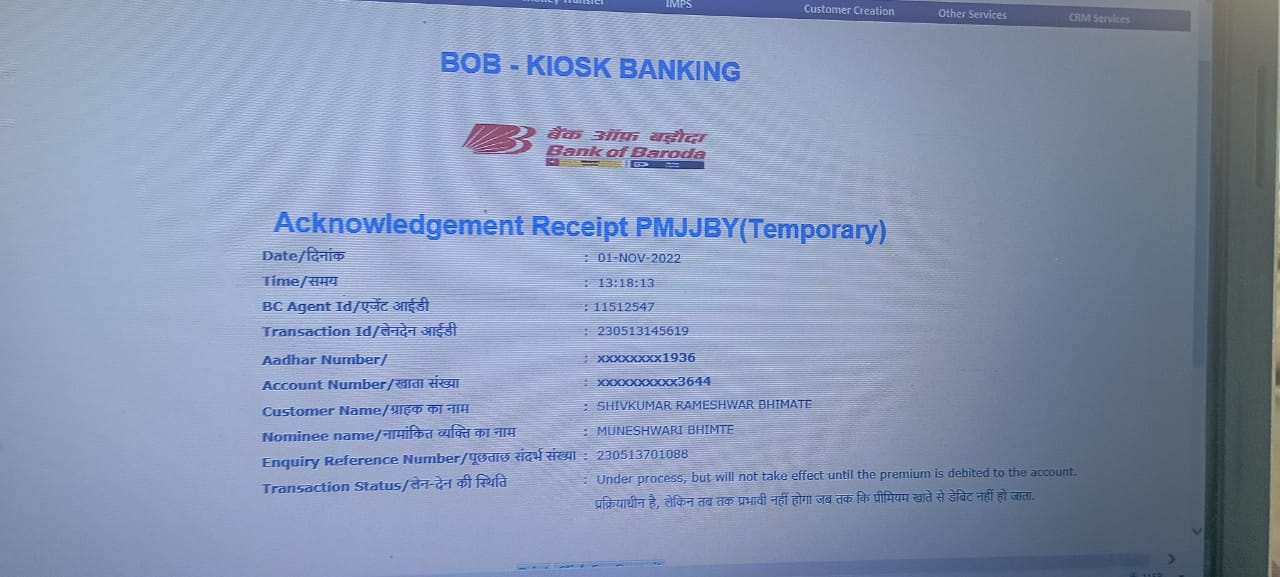 IMPS
Customer Creation
Other Services
CRM Services
BOB - KIOSK BANKING
बैंक ऑफ़ बड़ौदा
Bank of Baroda
Acknowledgement Receipt PMJJBY(Temporary)
Date/दिनांक : 01-NOV-2022
Time/समय : 13:18:13
BC Agent Id/एजेंट आईडी : 11512547
Transaction Id/लेनदेन आईडी : 230513145619
Aadhar Number/ : xxxxxxxx1936
Account Number/खाता संख्या : xxxxxxxxxx3644
Customer Name/ग्राहक का नाम : SHIVKUMAR RAMESHWAR BHIMATE
Nominee name/नामांकित व्यक्ति का नाम : MUNESHWARI BHIMTE
Enquiry Reference Number/पूछताछ संदर्भ संख्या : 230513701088
Transaction Status/लेन-देन की स्थिति : Under process, but will not take effect until the premium is debited to the account.
प्रक्रियाधीन है, लेकिन तब तक प्रभावी नहीं होगा जब तक कि प्रीमियम खाते से डेबिट नहीं हो जाता.